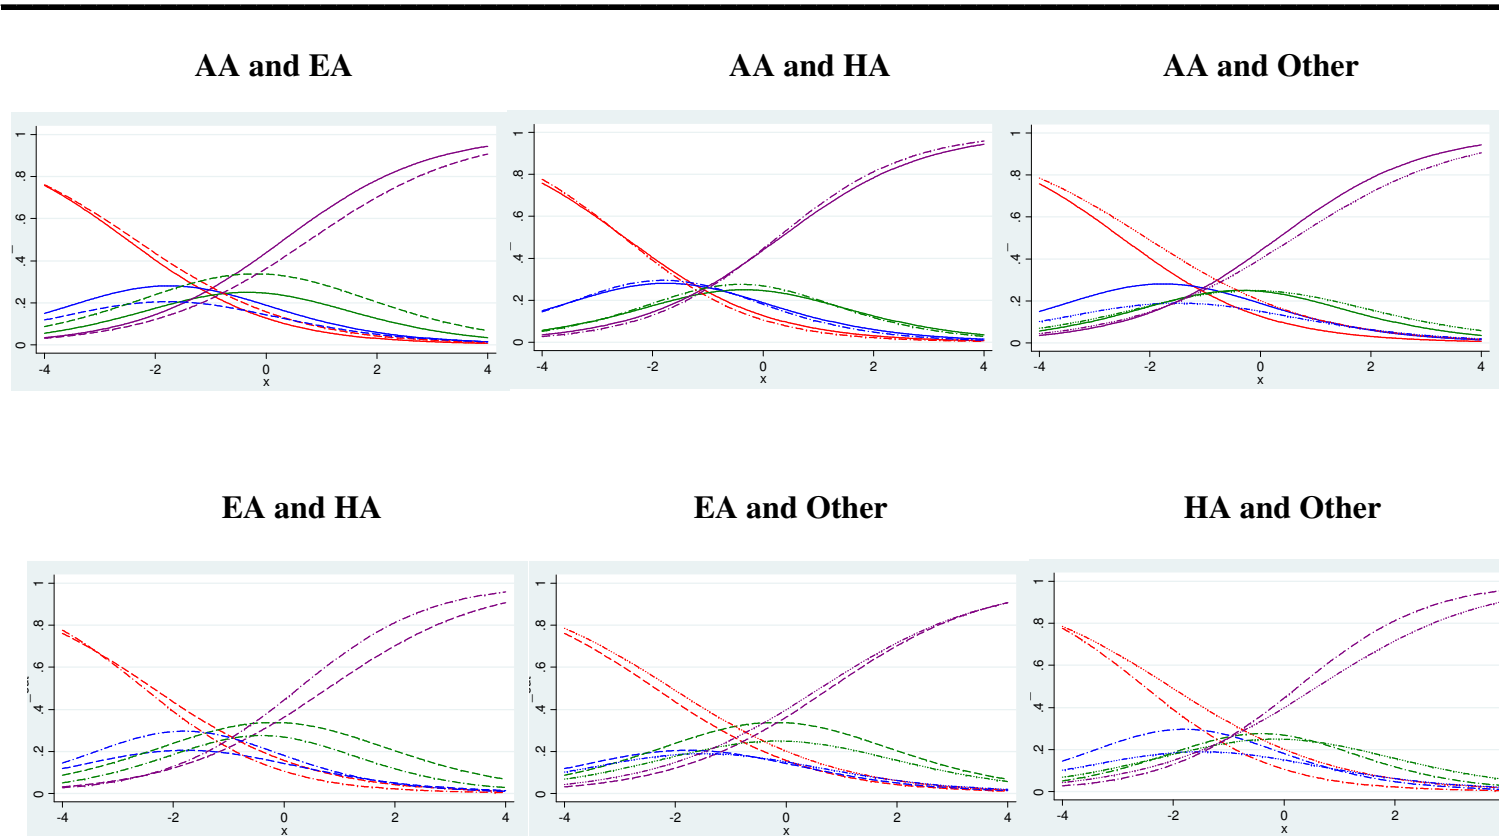 AA and EA
AA and HA
AA and Other
1
.8
.6
.4
.2
0
-4 -2 0 2 4
x
1
.8
.6
.4
.2
0
-4 -2 0 2 4
x
1
.8
.6
.4
.2
0
-4 -2 0 2 4
x
EA and HA
EA and Other
HA and Other
1
.8
.6
.4
.2
0
-4 -2 0 2 4
x
1
.8
.6
.4
.2
0
-4 -2 0 2 4
x
1
.8
.6
.4
.2
0
-4 -2 0 2
x